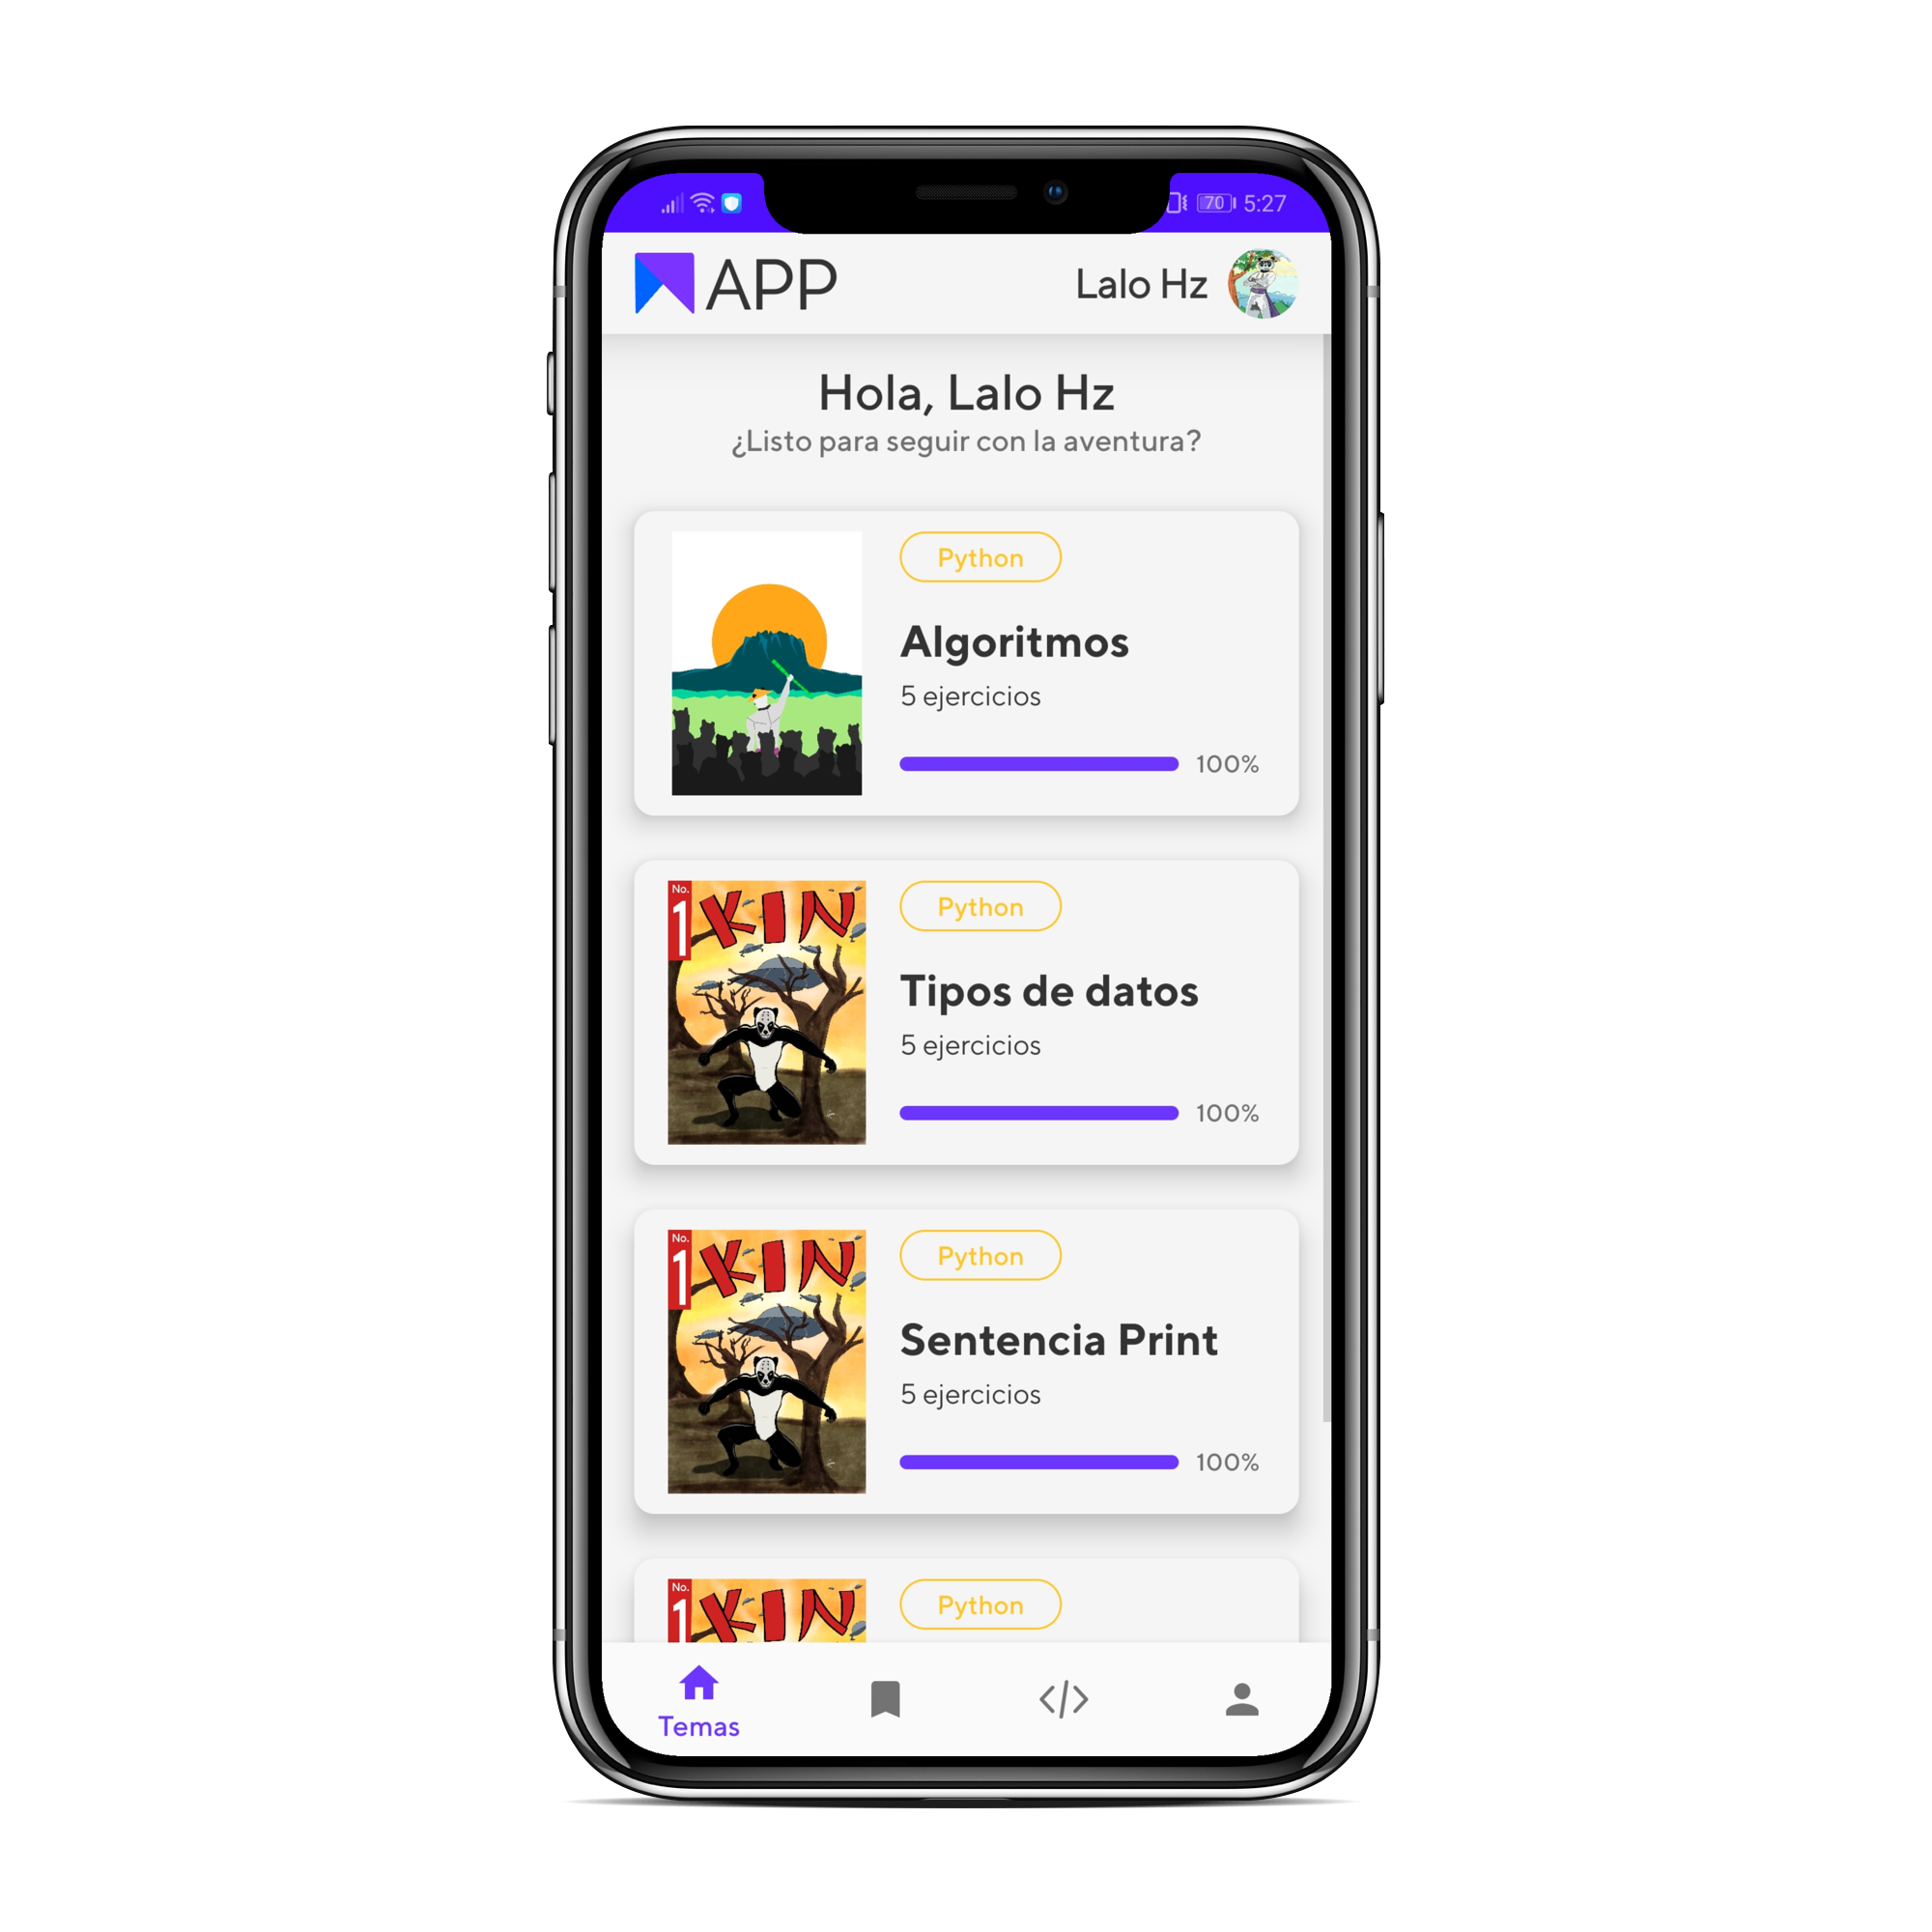 70 5:27
APP
Lalo Hz
Hola, Lalo Hz
¿Listo para seguir con la aventura?
Python
Algoritmos
5 ejercicios
100%
No.
1
KIN
Python
Tipos de datos
5 ejercicios
100%
No.
1
KIN
Python
Sentencia Print
5 ejercicios
100%
No.
1
KIN
Python
Temas